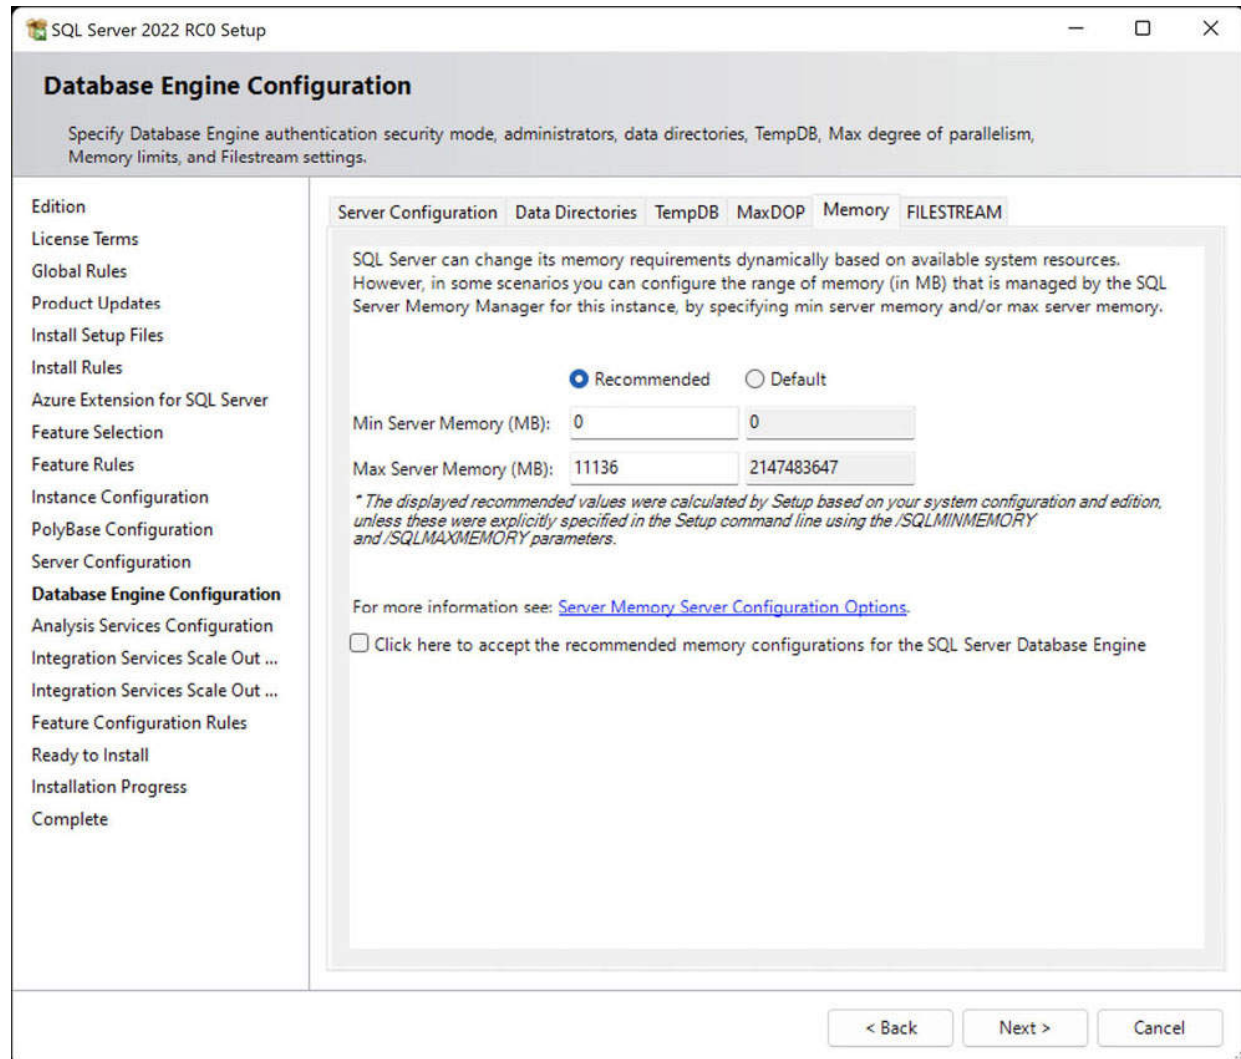 SQL Server 2022 RC0 Setup
Database Engine Configuration
Specify Database Engine authentication security mode, administrators, data directories, TempDB, Max degree of parallelism,
Memory limits, and Filestream settings.
Edition
License Terms
Global Rules
Product Updates
Install Setup Files
Install Rules
Azure Extension for SQL Server
Feature Selection
Feature Rules
Instance Configuration
PolyBase Configuration
Server Configuration
Database Engine Configuration
Analysis Services Configuration
Integration Services Scale Out ...
Integration Services Scale Out ...
Feature Configuration Rules
Ready to Install
Installation Progress
Complete
Server Configuration Data Directories TempDB MaxDOP Memory FILESTREAM
SQL Server can change its memory requirements dynamically based on available system resources.
However, in some scenarios you can configure the range of memory (in MB) that is managed by the SQL
Server Memory Manager for this instance, by specifying min server memory and/or max server memory.
Recommended Default
Min Server Memory (MB): 0 0
Max Server Memory (MB): 11136 2147483647
* The displayed recommended values were calculated by Setup based on your system configuration and edition,
unless these were explicitly specified in the Setup command line using the /SQLMINMEMORY
and /SQLMAXMEMORY parameters.
For more information see: Server Memory Server Configuration Options.
Click here to accept the recommended memory configurations for the SQL Server Database Engine
< Back Next > Cancel